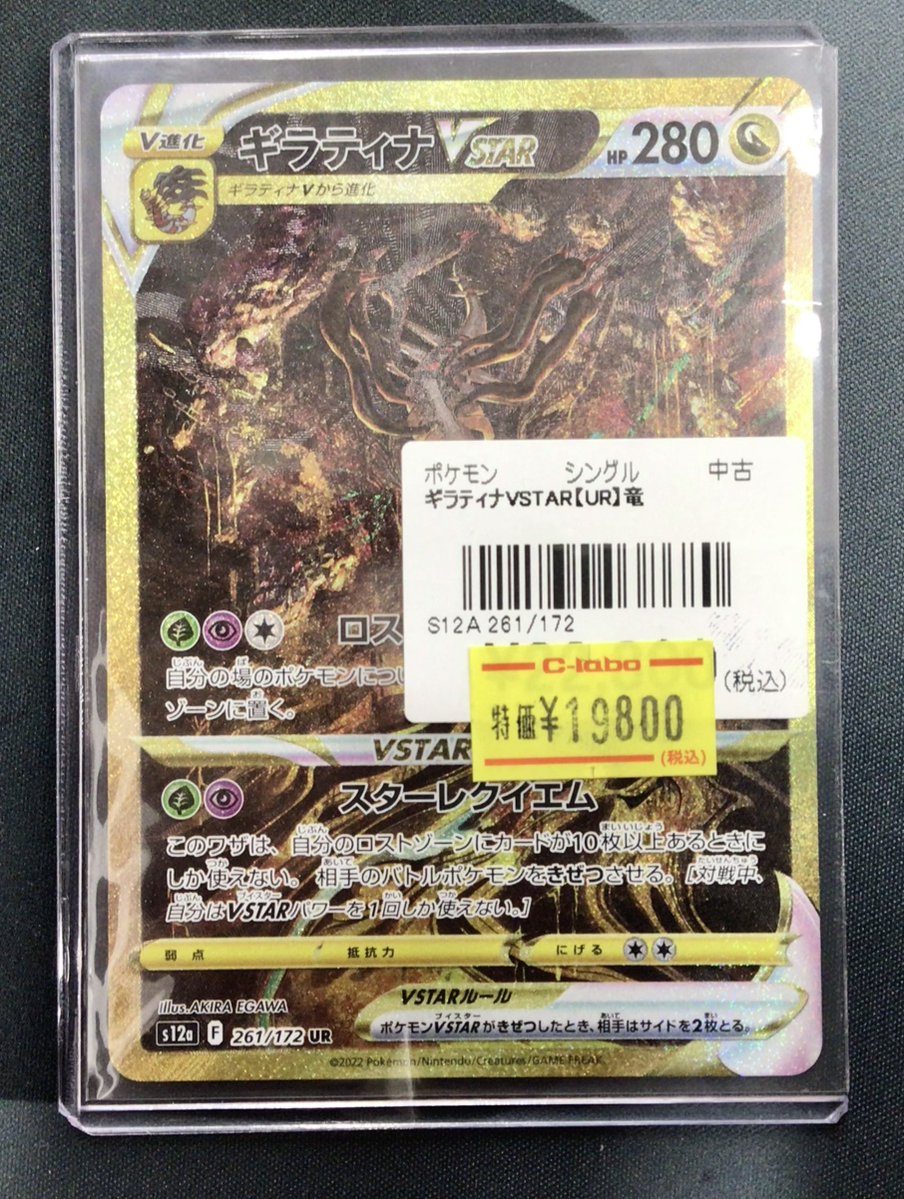 V進化
ギラティナVSTAR
HP 280
ギラティナVから進化
ポケモン シングル 中古
ギラティナVSTAR【UR】竜
S12A 261/172
(税込)
C-labo
特価¥19800
(税込)
ロス
自分の場のポケモンにつ
ゾーンに置く。
VSTAR
スターレクイエム
このワザは、自分のロストゾーンにカードが10枚以上あるときに
しか使えない。相手のバトルポケモンをきぜつさせる。[対戦中、
自分はVSTARパワーを1回しか使えない。]
弱点 抵抗力 にげる
Illus. AKIRA EGAWA
VSTARルール
ポケモンVSTARがきぜつしたとき、相手はサイドを2枚とる。
s12a F 261/172 UR
©2022 Pokémon/Nintendo/Creatures/GAME FREAK.